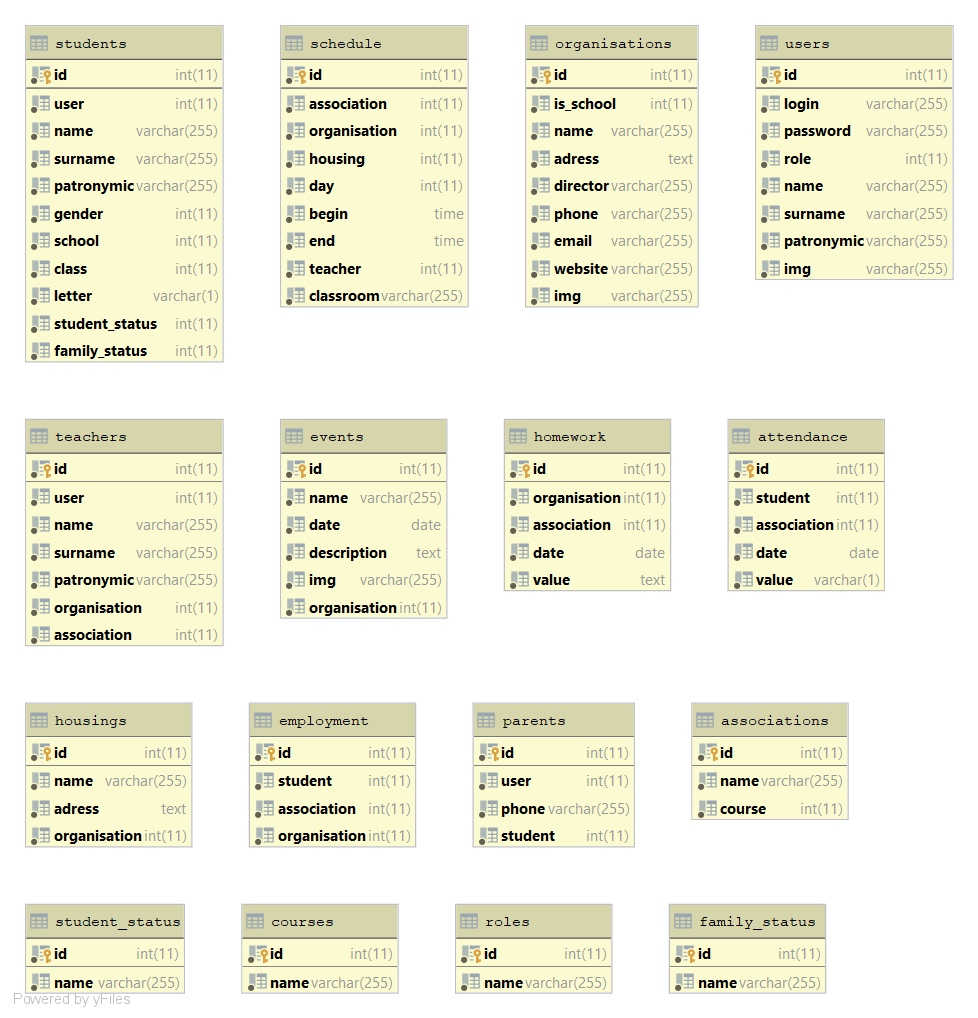 students
id int(11)
user int(11)
name varchar(255)
surname varchar(255)
patronymic varchar(255)
gender int(11)
school int(11)
class int(11)
letter varchar(1)
student_status int(11)
family_status int(11)
schedule
id int(11)
association int(11)
organisation int(11)
housing int(11)
day int(11)
begin time
end time
teacher int(11)
classroom varchar(255)
organisations
id int(11)
is_school int(11)
name varchar(255)
adress text
director varchar(255)
phone varchar(255)
email varchar(255)
website varchar(255)
img varchar(255)
users
id int(11)
login varchar(255)
password varchar(255)
role int(11)
name varchar(255)
surname varchar(255)
patronymic varchar(255)
img varchar(255)
teachers
id int(11)
user int(11)
name varchar(255)
surname varchar(255)
patronymic varchar(255)
organisation int(11)
association int(11)
events
id int(11)
name varchar(255)
date date
description text
img varchar(255)
organisation int(11)
homework
id int(11)
organisation int(11)
association int(11)
date date
value text
attendance
id int(11)
student int(11)
association int(11)
date date
value varchar(1)
housings
id int(11)
name varchar(255)
adress text
organisation int(11)
employment
id int(11)
student int(11)
association int(11)
organisation int(11)
parents
id int(11)
user int(11)
phone varchar(255)
student int(11)
associations
id int(11)
name varchar(255)
course int(11)
student_status
id int(11)
name varchar(255)
courses
id int(11)
name varchar(255)
roles
id int(11)
name varchar(255)
family_status
id int(11)
name varchar(255)
Powered by yFiles